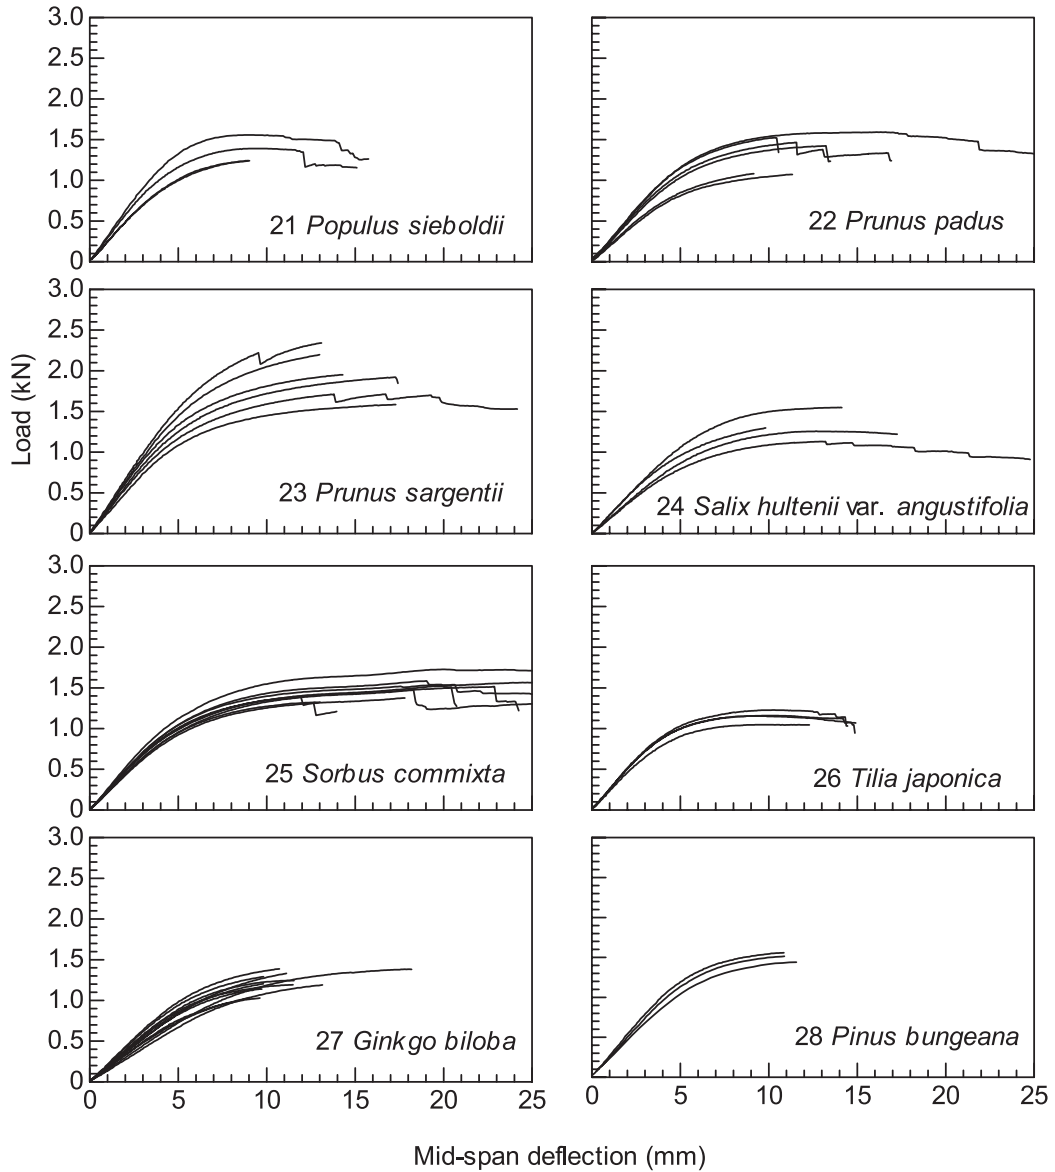 3.0
2.5
2.0
1.5
1.0
0.5
0
21 Populus sieboldii
22 Prunus padus
3.0
2.5
2.0
1.5
1.0
0.5
0
23 Prunus sargentii
24 Salix hultenii var. angustifolia
Load (kN)
3.0
2.5
2.0
1.5
1.0
0.5
0
25 Sorbus commixta
26 Tilia japonica
3.0
2.5
2.0
1.5
1.0
0.5
0
27 Ginkgo biloba
28 Pinus bungeana
0 5 10 15 20 25 0 5 10 15 20 25
Mid-span deflection (mm)